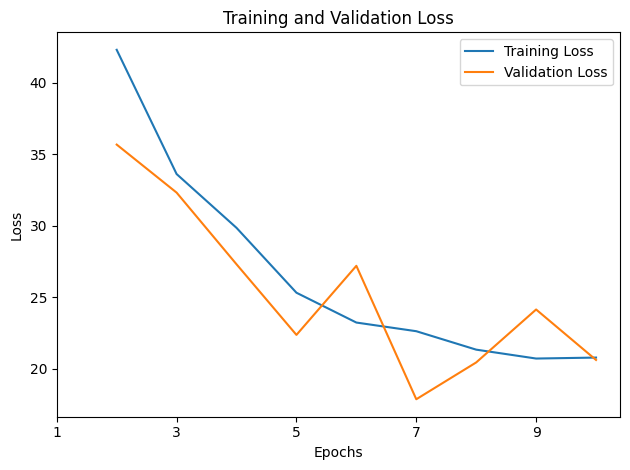 Training and Validation Loss
Training Loss
Validation Loss
40
35
30
25
20
Loss
1 3 5 7 9
Epochs